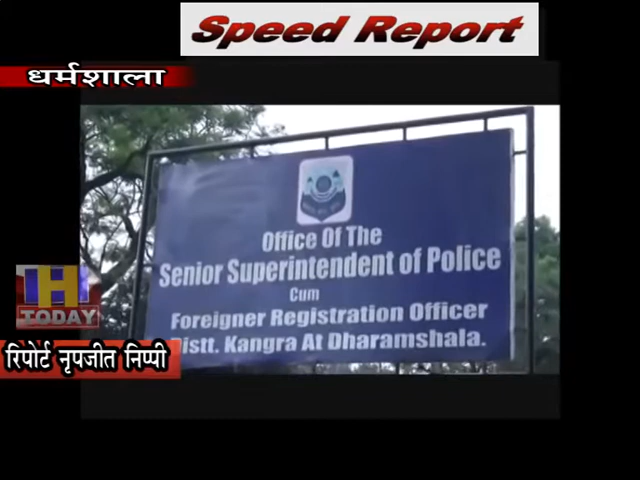 Speed Report
धर्मशाला
Office Of The
Senior Superintendent of Police
Cum
Foreigner Registration Officer
Distt. Kangra At Dharamshala.
H
TODAY
रिपोर्ट नृपजीत निप्पी